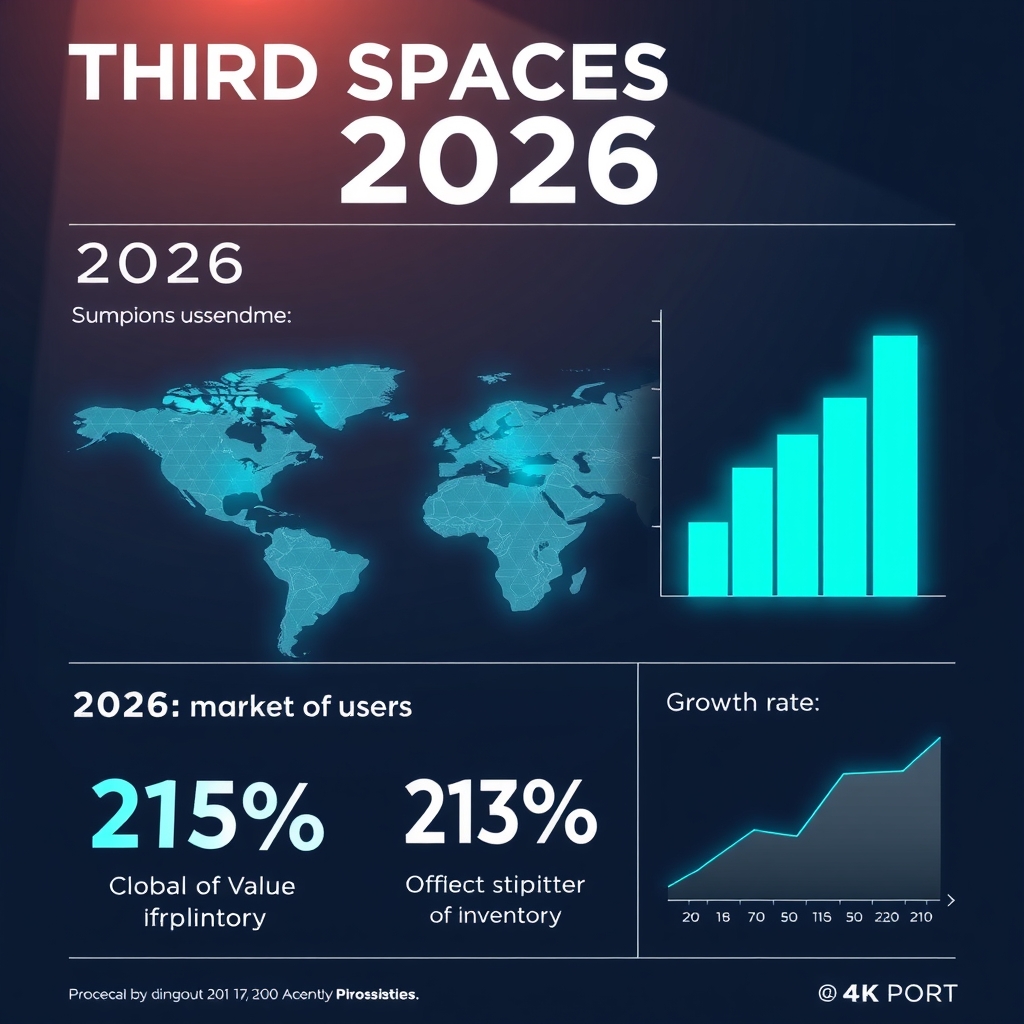 THIRD SPACES
2026
2026
Sumpions ussendme:
2026: market of users
215%
Clobal of Value
ifrplintory
213%
Offlect stipitter
of inventory
Growth rate:
20 18 70 50 116 50 220 210
Procecal by dingout 201 17, 200 Acently Pirossisties.
@ 4K PORT